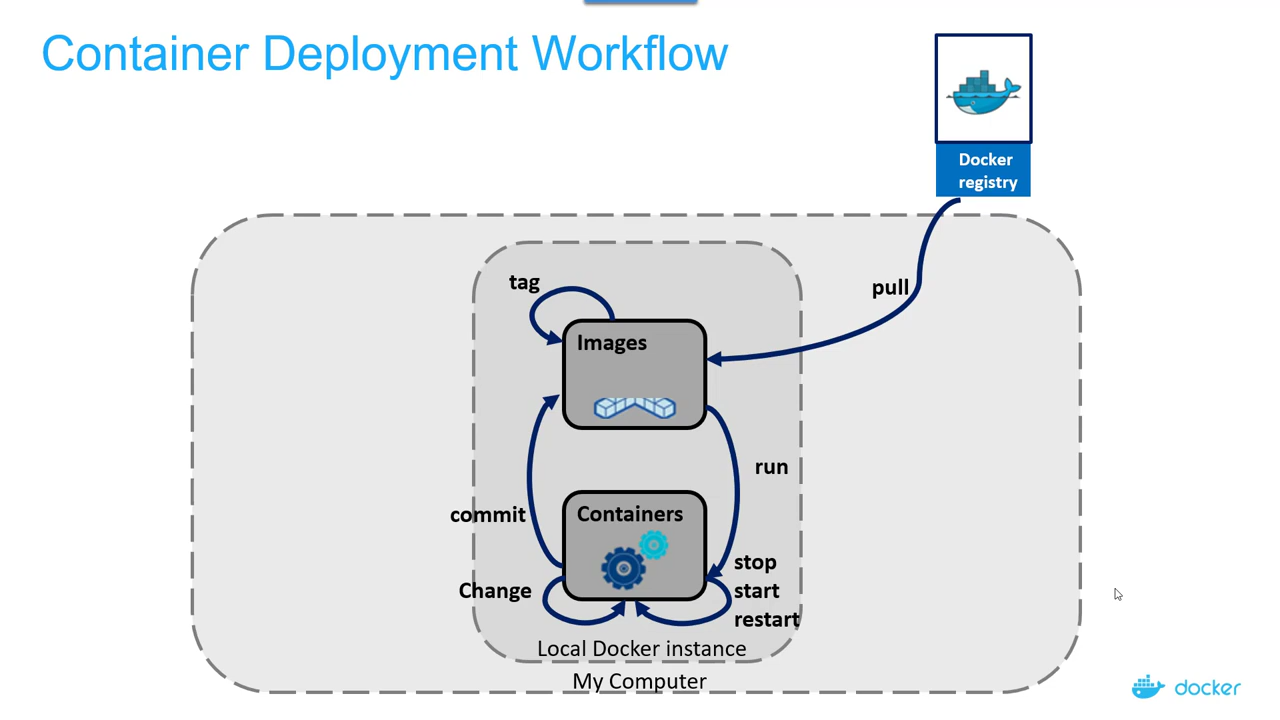 Container Deployment Workflow
Docker
registry
tag
pull
Images
run
commit
Containers
stop
Change
start
restart
Local Docker instance
My Computer
docker